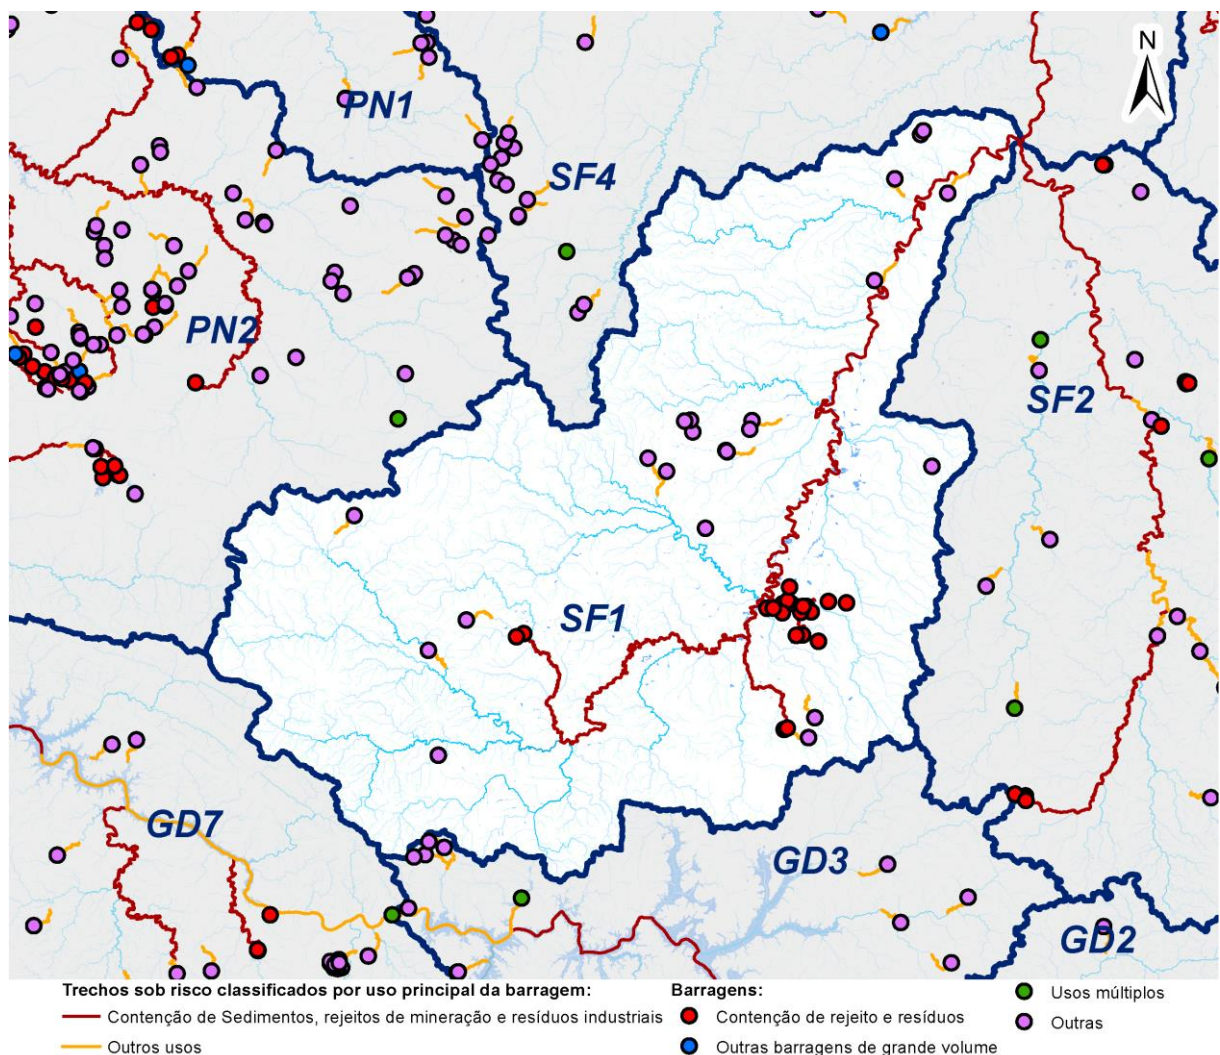 N
PN1
SF4
PN2
SF2
SF1
GD7
GD3
GD2
Trechos sob risco classificados por uso principal da barragem:
Contenção de Sedimentos, rejeitos de mineração e resíduos industriais
Outros usos
Barragens:
Contenção de rejeito e resíduos
Outras barragens de grande volume
Usos múltiplos
Outras